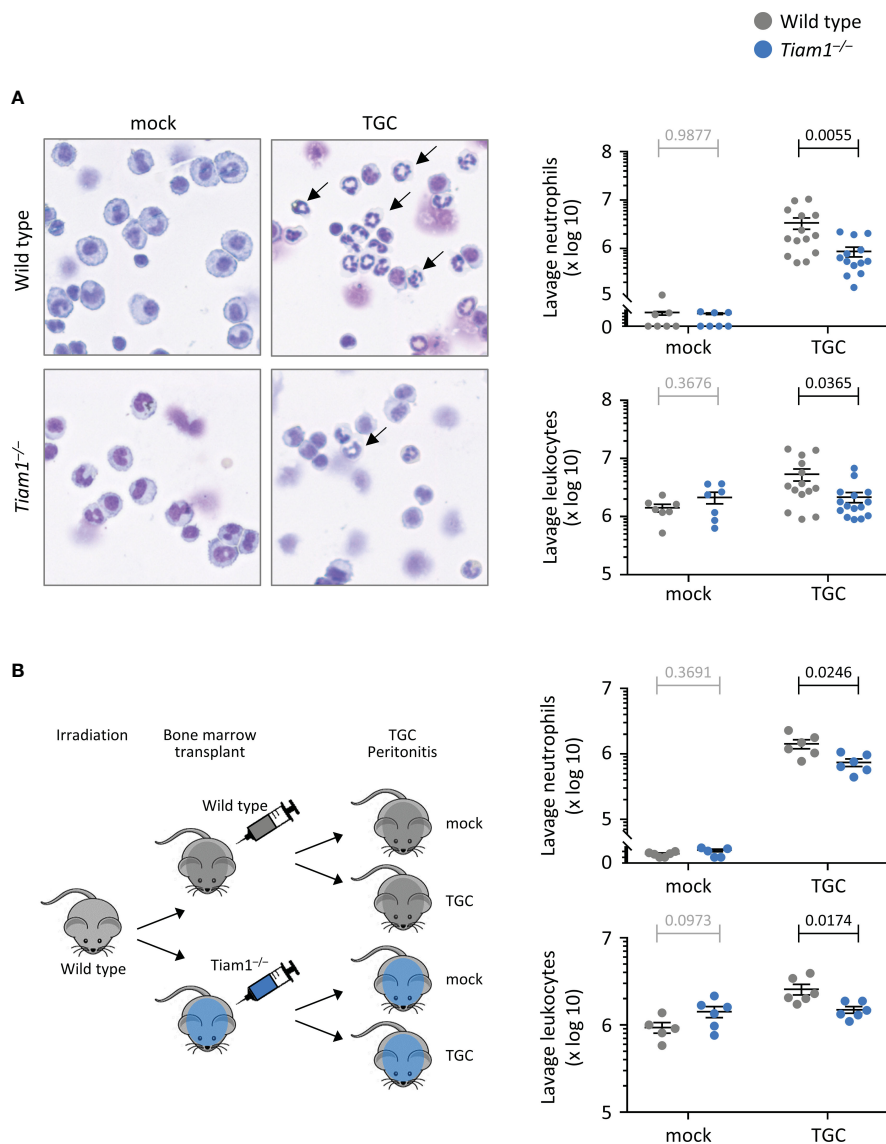 Wild type
Tiam1–/–
A
mock
TGC
Wild type
Tiam1–/–
0.9877
0.0055
8
7
6
5
0
Lavage neutrophils
(x log 10)
mock
TGC
0.3676
0.0365
8
7
6
5
Lavage leukocytes
(x log 10)
mock
TGC
B
Irradiation
Bone marrow
transplant
TGC
Peritonitis
Wild type
mock
TGC
Wild type
Tiam1–/–
mock
TGC
0.3691
0.0246
7
6
5
0
Lavage neutrophils
(x log 10)
mock
TGC
0.0973
0.0174
7
6
5
Lavage leukocytes
(x log 10)
mock
TGC